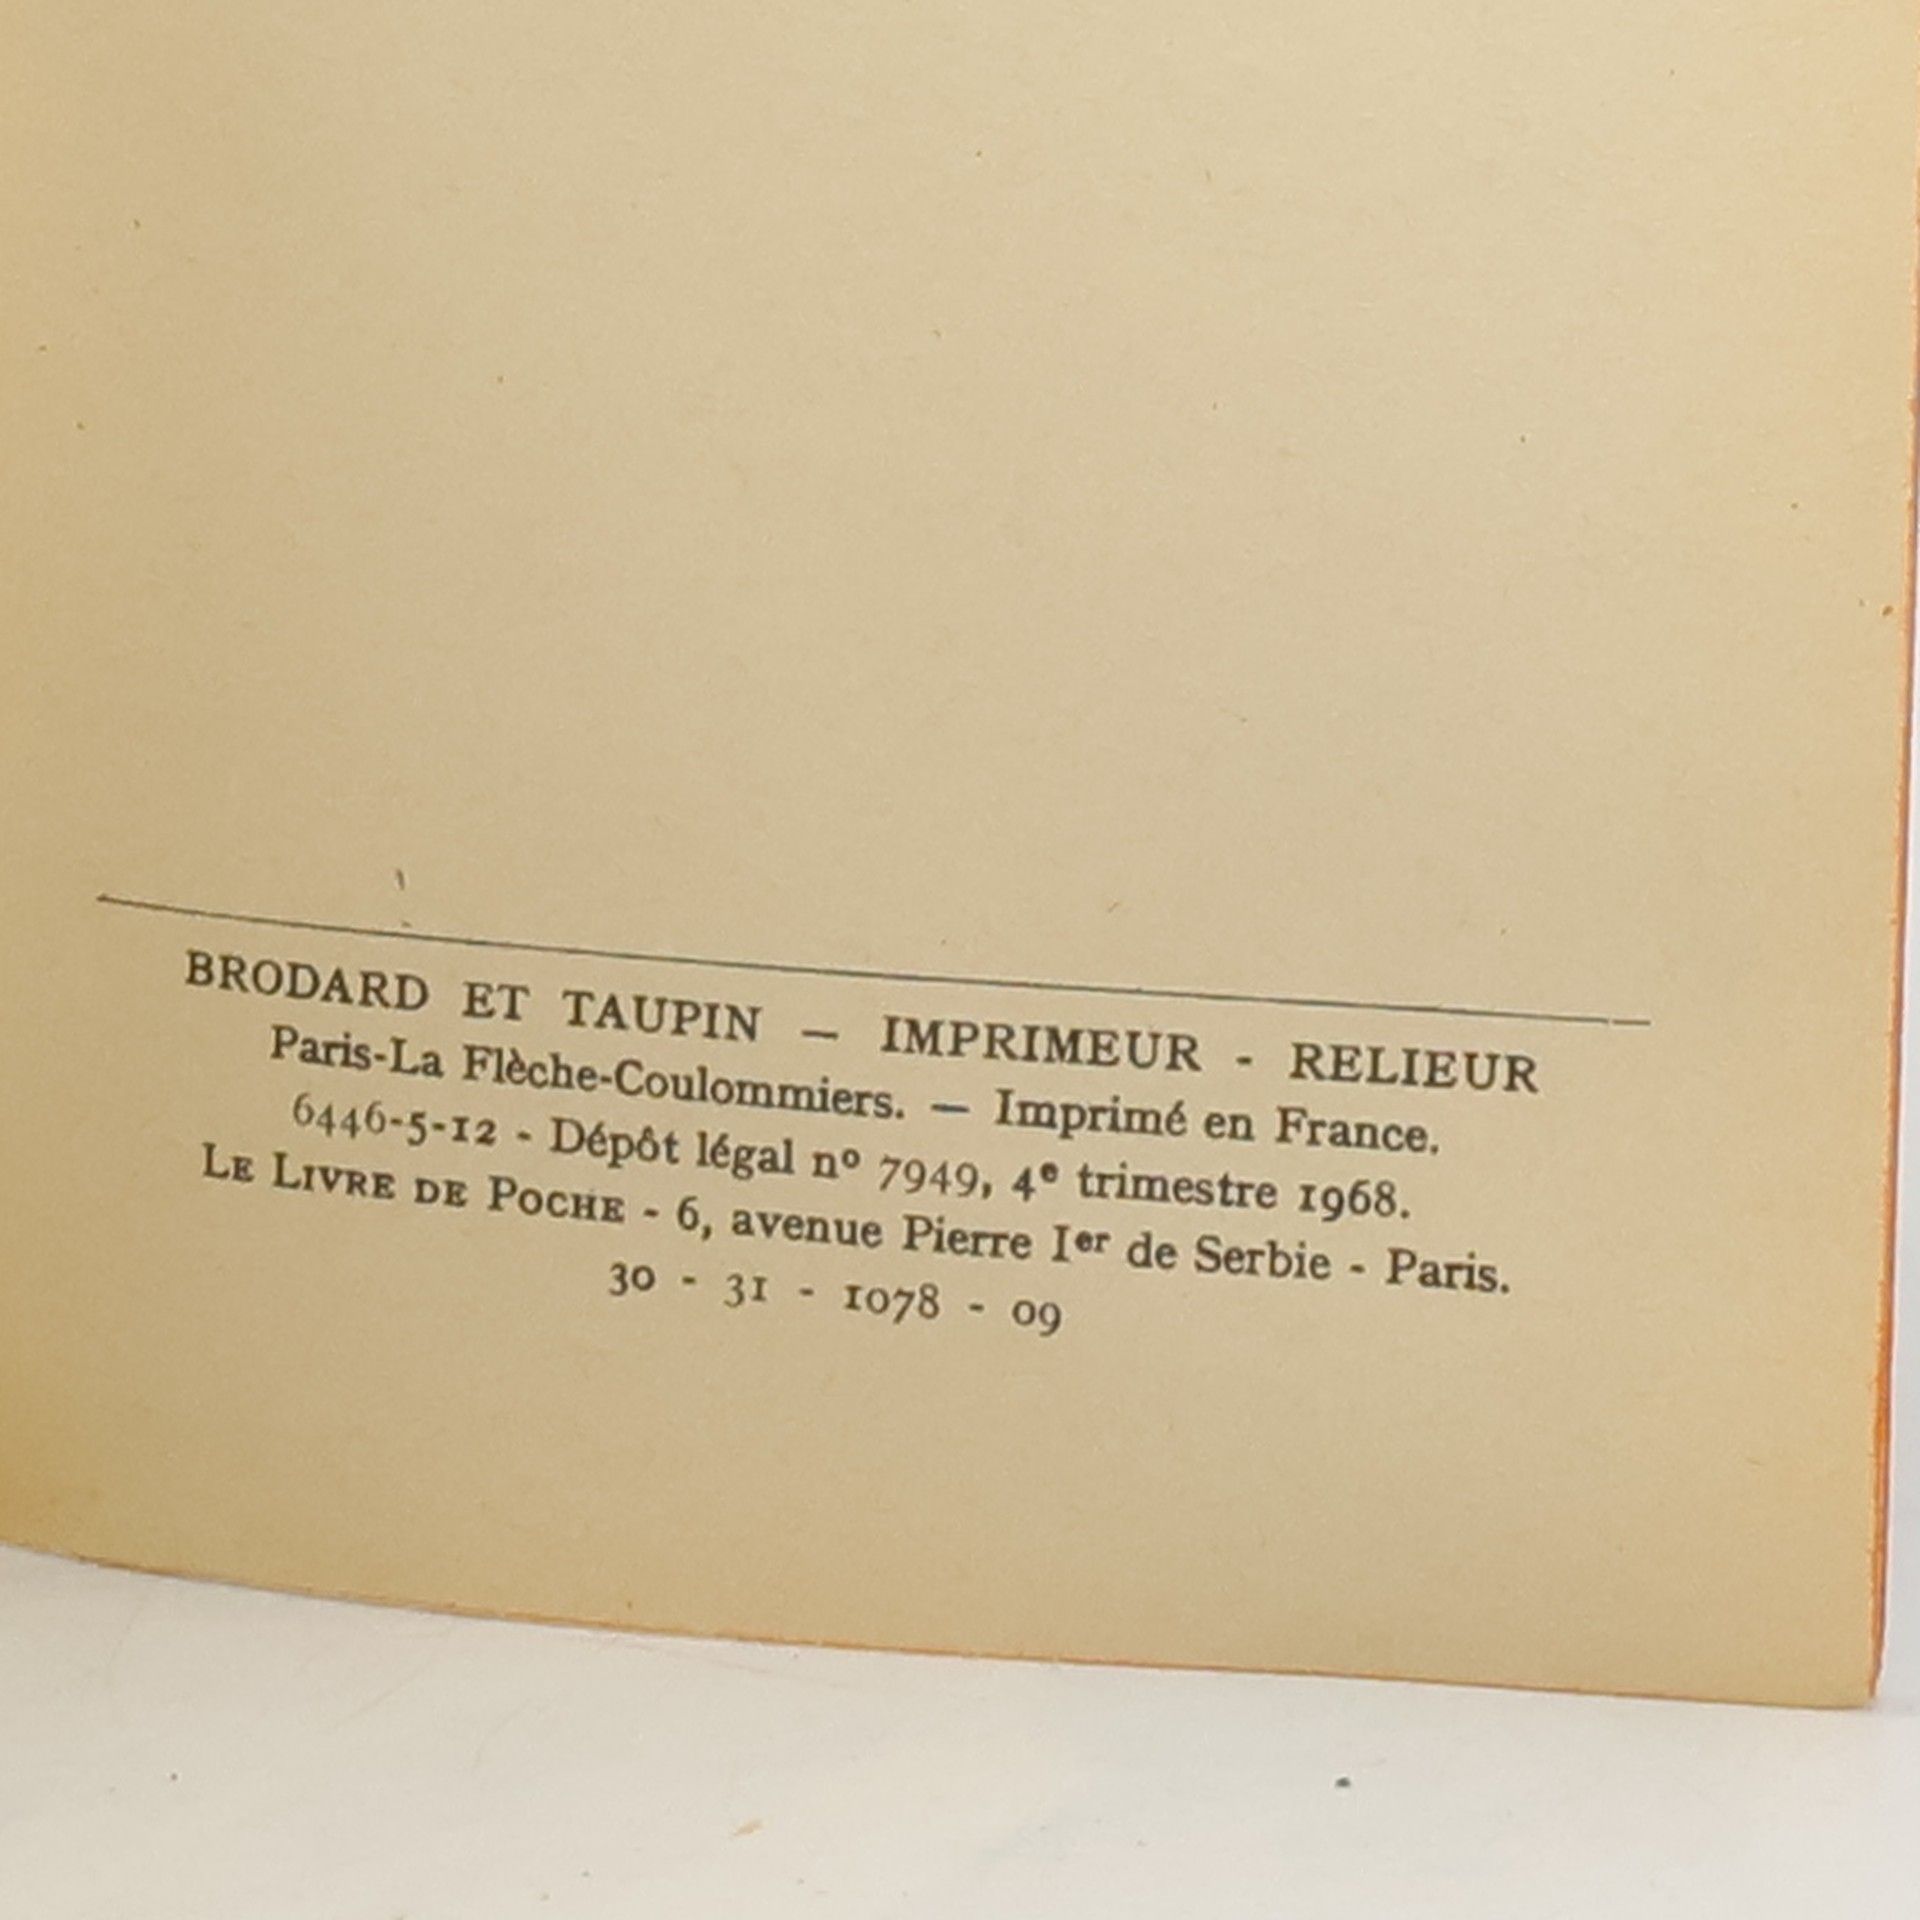 BRODARD ET TAUPIN — IMPRIMEUR - RELIEUR
Paris-La Flèche-Coulommiers. — Imprimé en France.
6446-5-12 - Dépôt légal nº 7949, 4ᵉ trimestre 1968.
LE LIVRE DE POCHE - 6, avenue Pierre Iᵉʳ de Serbie - Paris.
30 - 31 - 1078 - 09